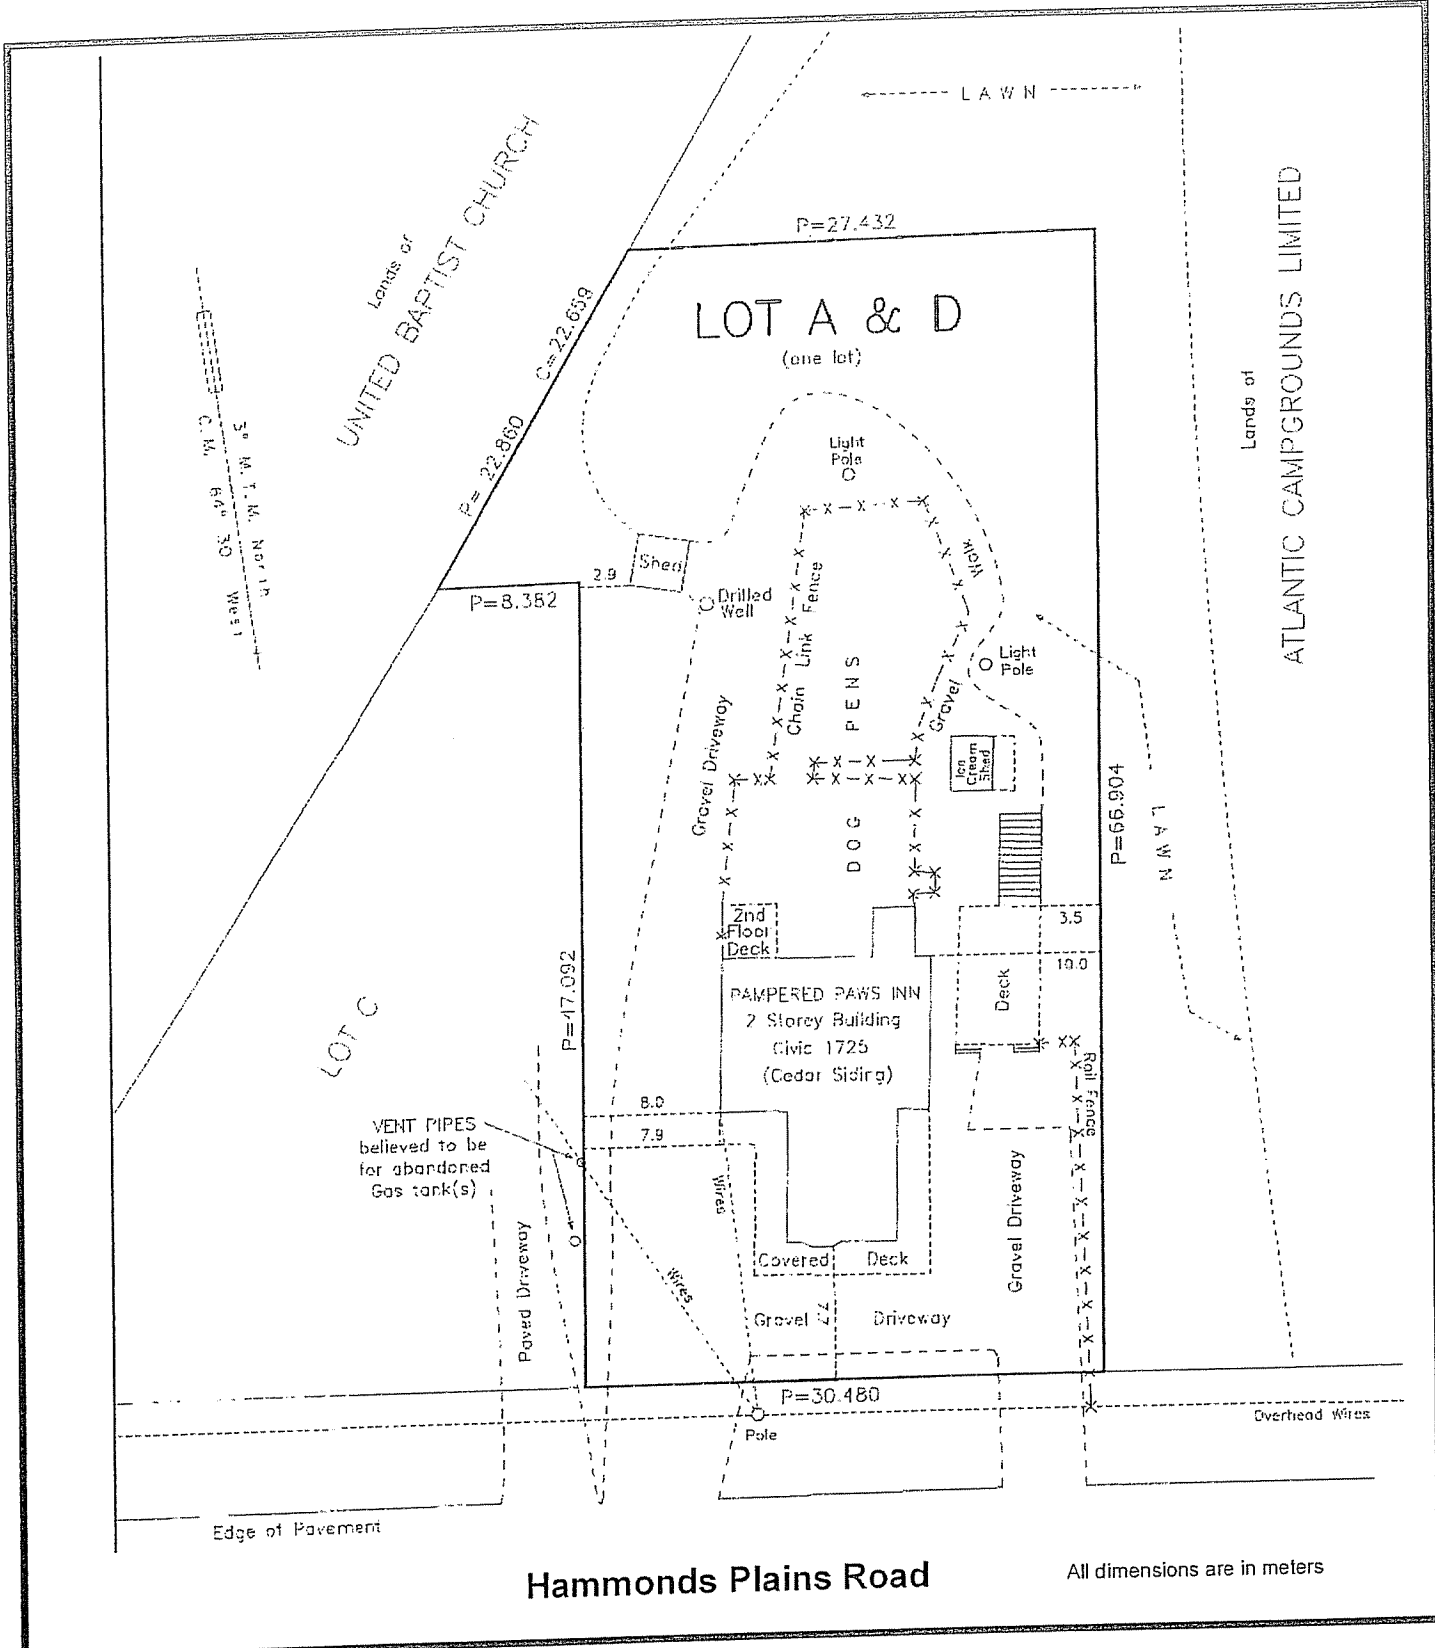 LAWN
Lands of
UNITED BAPTIST CHURCH
P=27.432
Lands of
ATLANTIC CAMPGROUNDS LIMITED
LOT A & D
(one lot)
C=22.659
P= 22.860
3° M.T.M. North
C.M. 64° 30 West
Light
Pole
Shed
2.9
P=8.382
Drilled
Well
Chain Link Fence
Walk
Gravel
Light
Pole
DOG PENS
Gravel Driveway
Ice
Cream
Shed
P=66.904
LAWN
2nd
Floor
Deck
3.5
10.0
Deck
P=17.092
LOT C
PAMPERED PAWS INN
2 Storey Building
Civic 1725
(Cedar Siding)
Rail Fence
8.0
7.9
VENT PIPES
believed to be
for abandoned
Gas tank(s)
Wires
Wires
Paved Driveway
Gravel Driveway
Covered Deck
Gravel Driveway
7.7
P=30.480
Pole
Overhead Wires
Edge of Pavement
Hammonds Plains Road
All dimensions are in meters